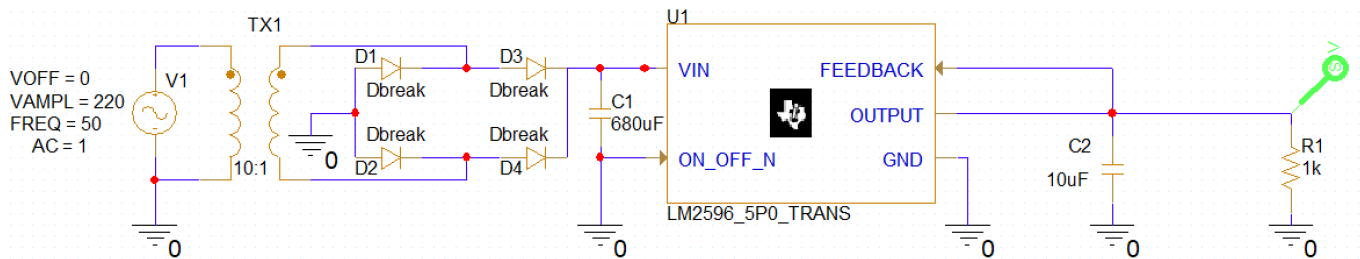 TX1
V1
VOFF = 0
VAMPL = 220
FREQ = 50
AC = 1
10:1
0
D1
Dbreak
D3
Dbreak
Dbreak
D2
Dbreak
D4
0
C1
680uF
0
U1
VIN
FEEDBACK
OUTPUT
ON_OFF_N
GND
LM2596_5P0_TRANS
0
C2
10uF
0
V
S
R1
1k
0